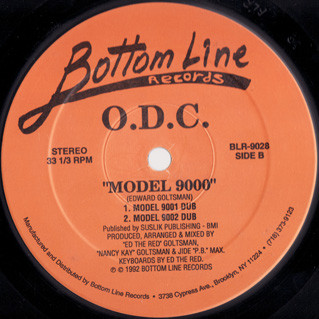 Bottom Line
Records
O.D.C.
STEREO
33 1/3 RPM
BLR-9028
SIDE B
"MODEL 9000"
(EDWARD GOLTSMAN)
1. MODEL 9001 DUB
2. MODEL 9002 DUB
Published by SUSLIK PUBLISHING - BMI
PRODUCED, ARRANGED & MIXED BY
"ED THE RED" GOLTSMAN,
"NANCY KAY" GOLTSMAN & JIDE "P.B." MAX.
KEYBOARDS BY ED THE RED.
℗ © 1992 BOTTOM LINE RECORDS
Manufactured and Distributed by Bottom Line Records • 3738 Cypress Ave., Brooklyn, NY 11224 • (718) 373-9123